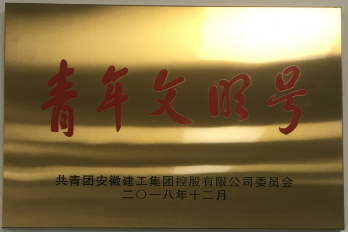 青年文明号
共青团安徽建工集团控股有限公司委员会
二〇一八年十二月